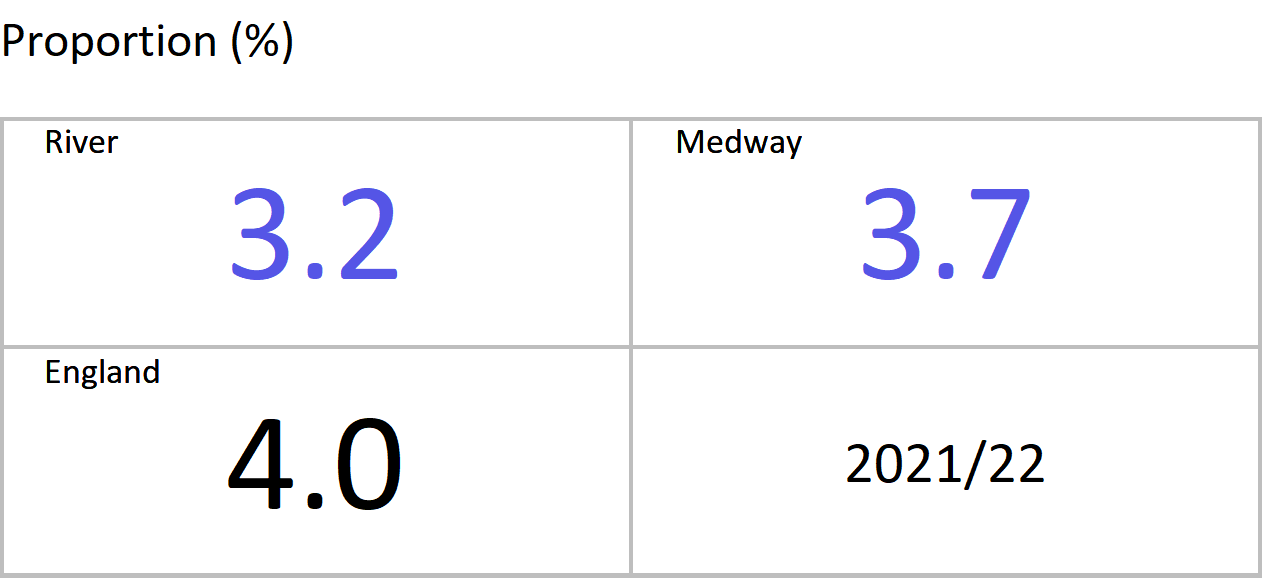 Proportion (%)
River
3.2
Medway
3.7
England
4.0
2021/22